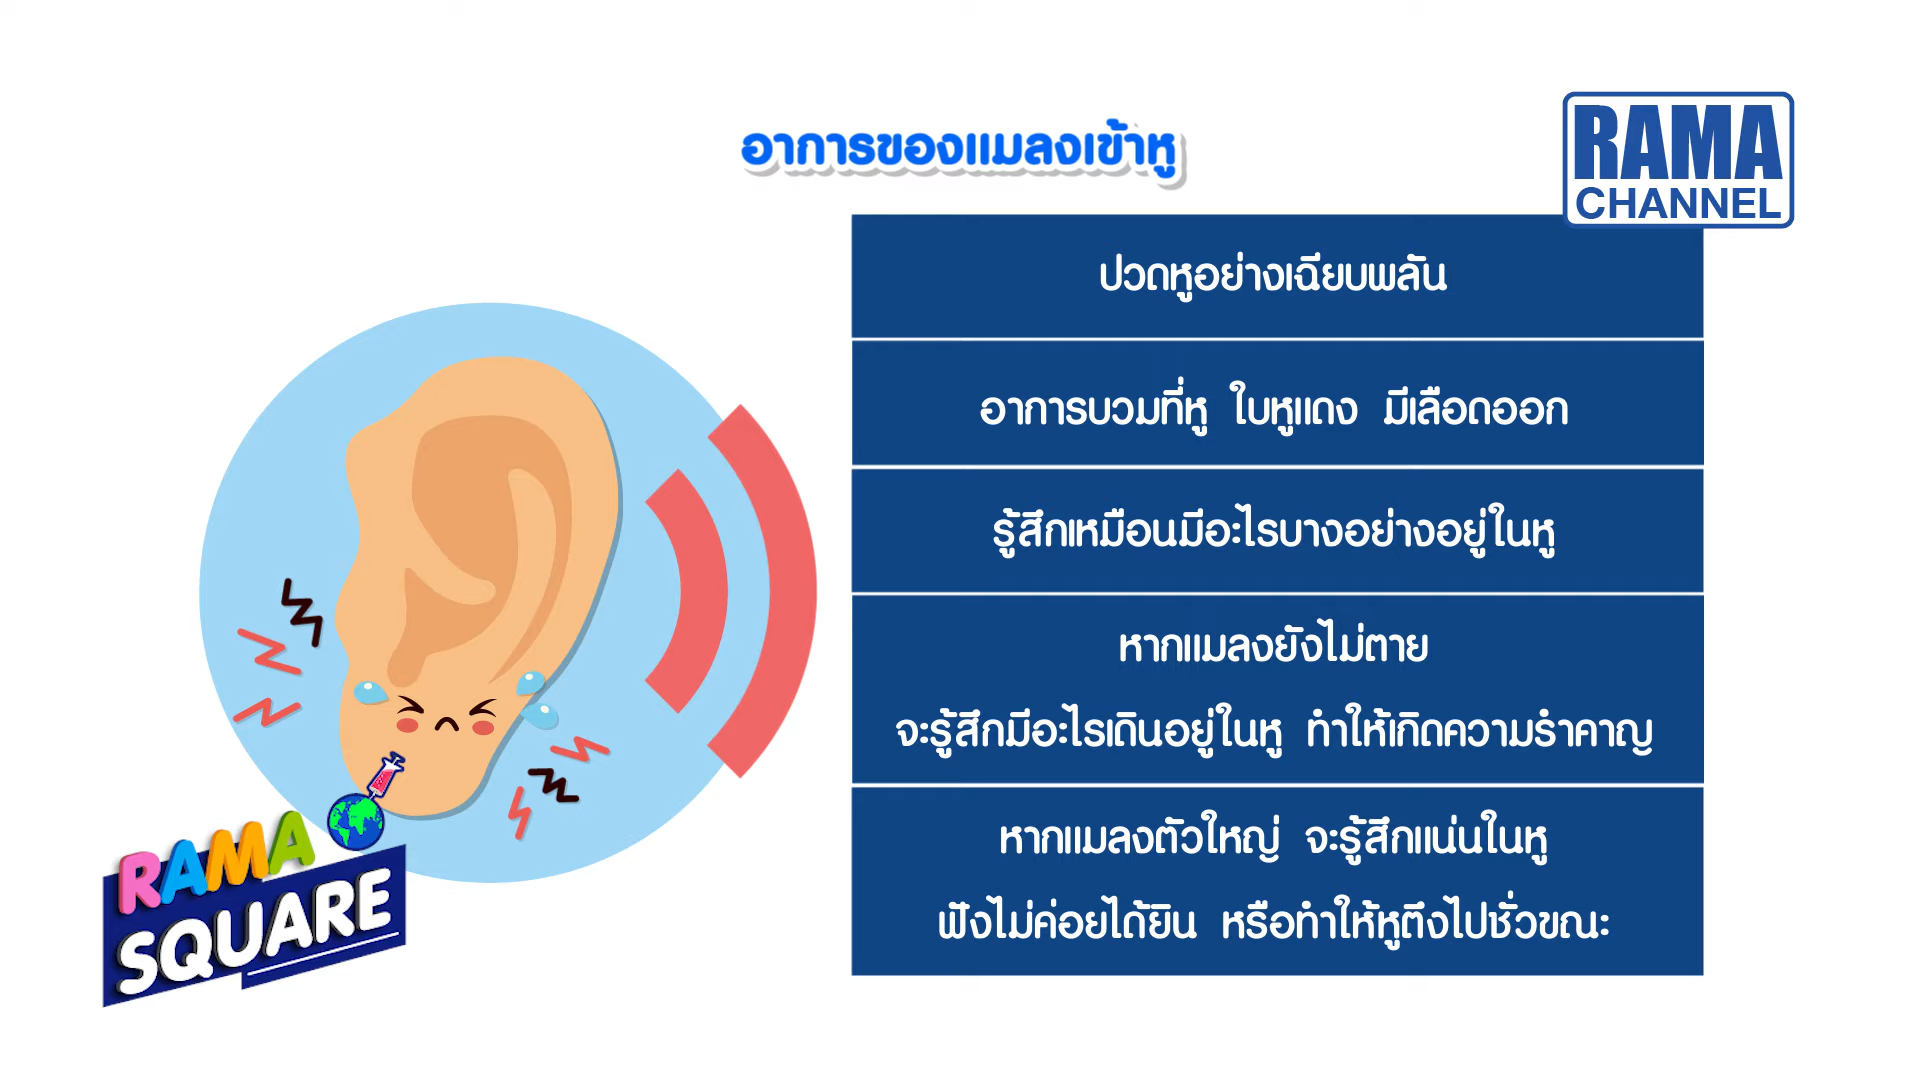 อาการของแมลงเข้าหู
RAMA
CHANNEL
ปวดหูอย่างเฉียบพลัน
อาการบวมที่หู ใบหูแดง มีเลือดออก
รู้สึกเหมือนมีอะไรบางอย่างอยู่ในหู
หากแมลงยังไม่ตาย
จะรู้สึกมีอะไรเดินอยู่ในหู ทำให้เกิดความรำคาญ
หากแมลงตัวใหญ่ จะรู้สึกแน่นในหู
ฟังไม่ค่อยได้ยิน หรือทำให้หูตึงไปชั่วขณะ
RAMA
SQUARE